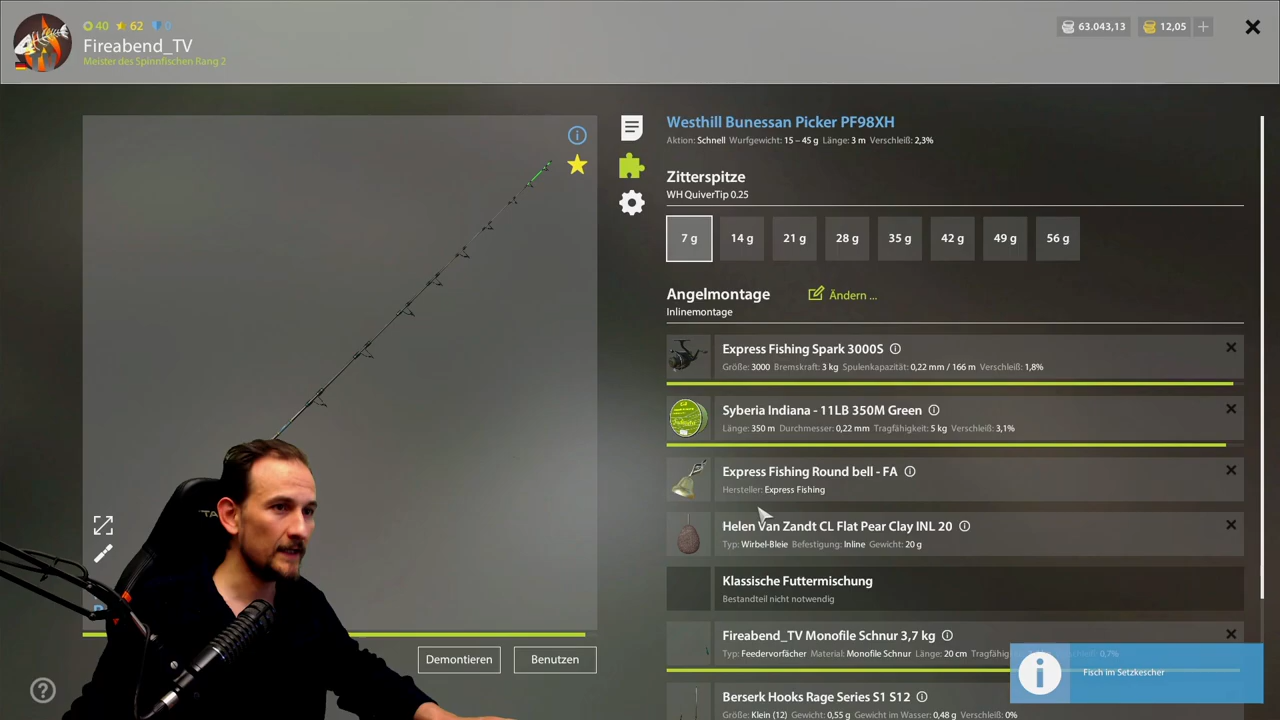 40 62 0
Fireabend_TV
Meister des Spinnfischen Rang 2
63.043,13 12,05
Westhill Bunessan Picker PF98XH
Aktion: Schnell Wurfgewicht: 15 – 45 g Länge: 3 m Verschleiß: 2,3%
Zitterspitze
WH QuiverTip 0.25
7 g 14 g 21 g 28 g 35 g 42 g 49 g 56 g
Angelmontage Ändern ...
Inlinemontage
Express Fishing Spark 3000S
Größe: 3000 Bremskraft: 3 kg Spulenkapazität: 0,22 mm / 166 m Verschleiß: 1,8%
Syberia Indiana - 11LB 350M Green
Länge: 350 m Durchmesser: 0,22 mm Tragfähigkeit: 5 kg Verschleiß: 3,1%
Express Fishing Round bell - FA
Hersteller: Express Fishing
Helen Van Zandt CL Flat Pear Clay INL 20
Typ: Wirbel-Bleie Befestigung: Inline Gewicht: 20 g
Klassische Futtermischung
Bestandteil nicht notwendig
Fireabend_TV Monofile Schnur 3,7 kg
Typ: Feedervorfächer Material: Monofile Schnur Länge: 20 cm 0,7%
Fisch im Setzkescher
Berserk Hooks Rage Series S1 S12
Größe: Klein (12) Gewicht: 0,55 g Gewicht im Wasser: 0,48 g Verschleiß: 0%
Demontieren Benutzen